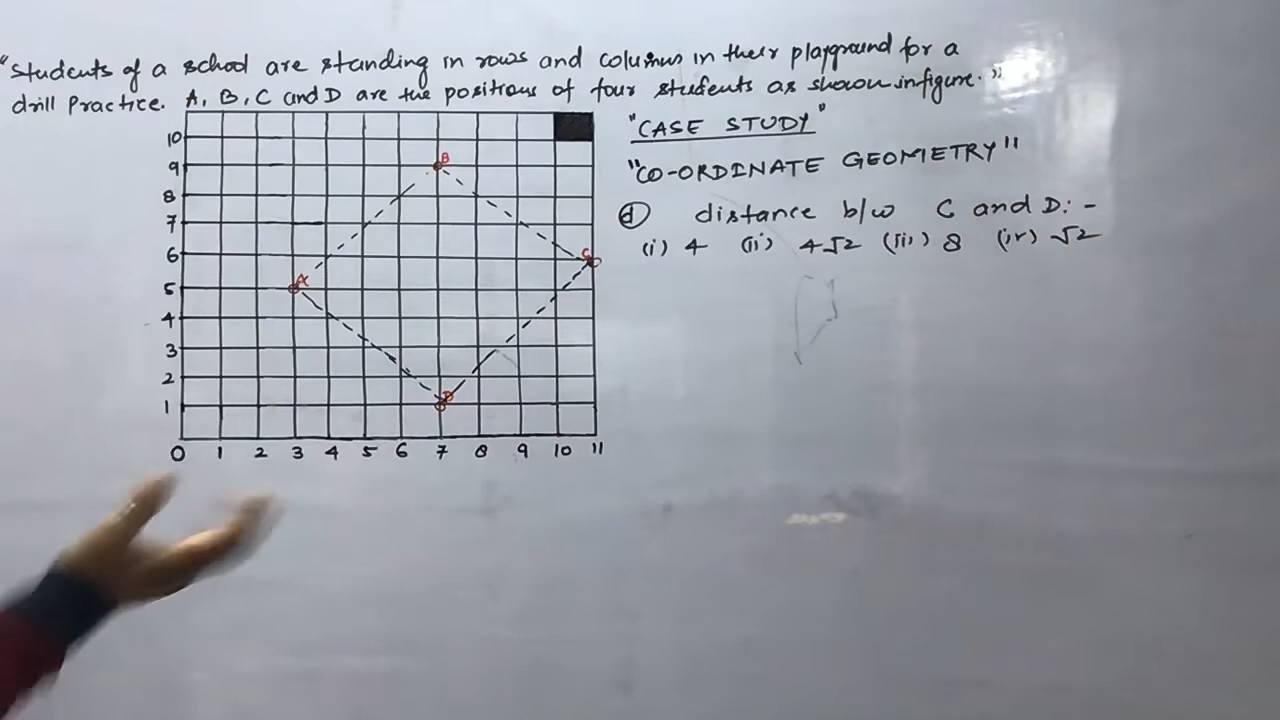 "Students of a school are standing in rows and columns in their playground for a
drill Practice. A, B, C and D are the positions of four students as shown in figure."
"CASE STUDY"
"CO-ORDINATE GEOMETRY"
d distance b/w C and D:-
(i) 4 (ii) 4√2 (iii) 8 (iv) √2
10
9
8
7
6
5
4
3
2
1
B
C
A
D
0 1 2 3 4 5 6 7 8 9 10 11